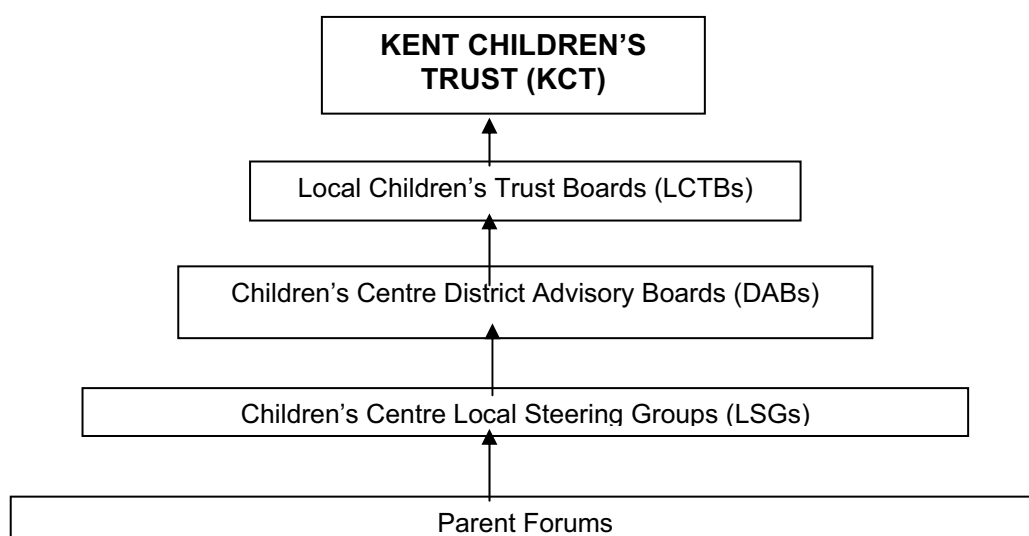 KENT CHILDREN’S
TRUST (KCT)
Local Children’s Trust Boards (LCTBs)
Children’s Centre District Advisory Boards (DABs)
Children’s Centre Local Steering Groups (LSGs)
Parent Forums